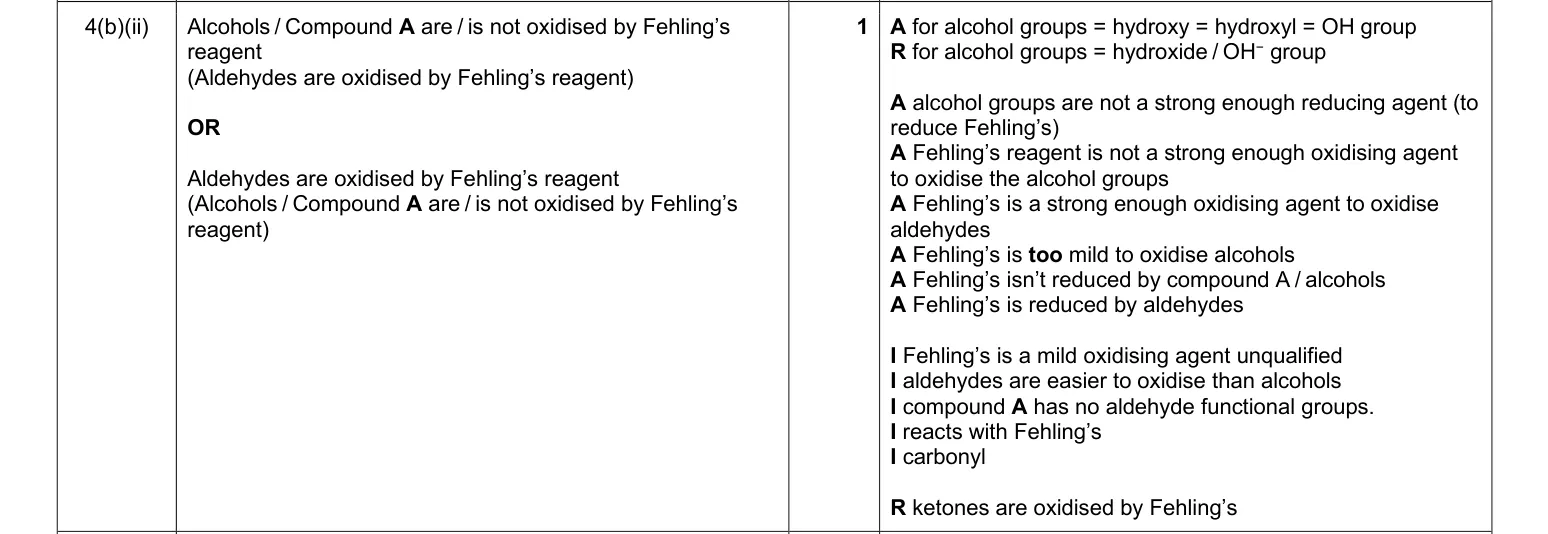 4(b)(ii)
Alcohols / Compound A are / is not oxidised by Fehling's
reagent
(Aldehydes are oxidised by Fehling's reagent)
OR
Aldehydes are oxidised by Fehling's reagent
(Alcohols / Compound A are / is not oxidised by Fehling's
reagent)
1
A for alcohol groups = hydroxy = hydroxyl = OH group
R for alcohol groups = hydroxide / OH⁻ group
A alcohol groups are not a strong enough reducing agent (to
reduce Fehling's)
A Fehling's reagent is not a strong enough oxidising agent
to oxidise the alcohol groups
A Fehling's is a strong enough oxidising agent to oxidise
aldehydes
A Fehling's is too mild to oxidise alcohols
A Fehling's isn't reduced by compound A / alcohols
A Fehling's is reduced by aldehydes
I Fehling's is a mild oxidising agent unqualified
I aldehydes are easier to oxidise than alcohols
I compound A has no aldehyde functional groups.
I reacts with Fehling's
I carbonyl
R ketones are oxidised by Fehling's